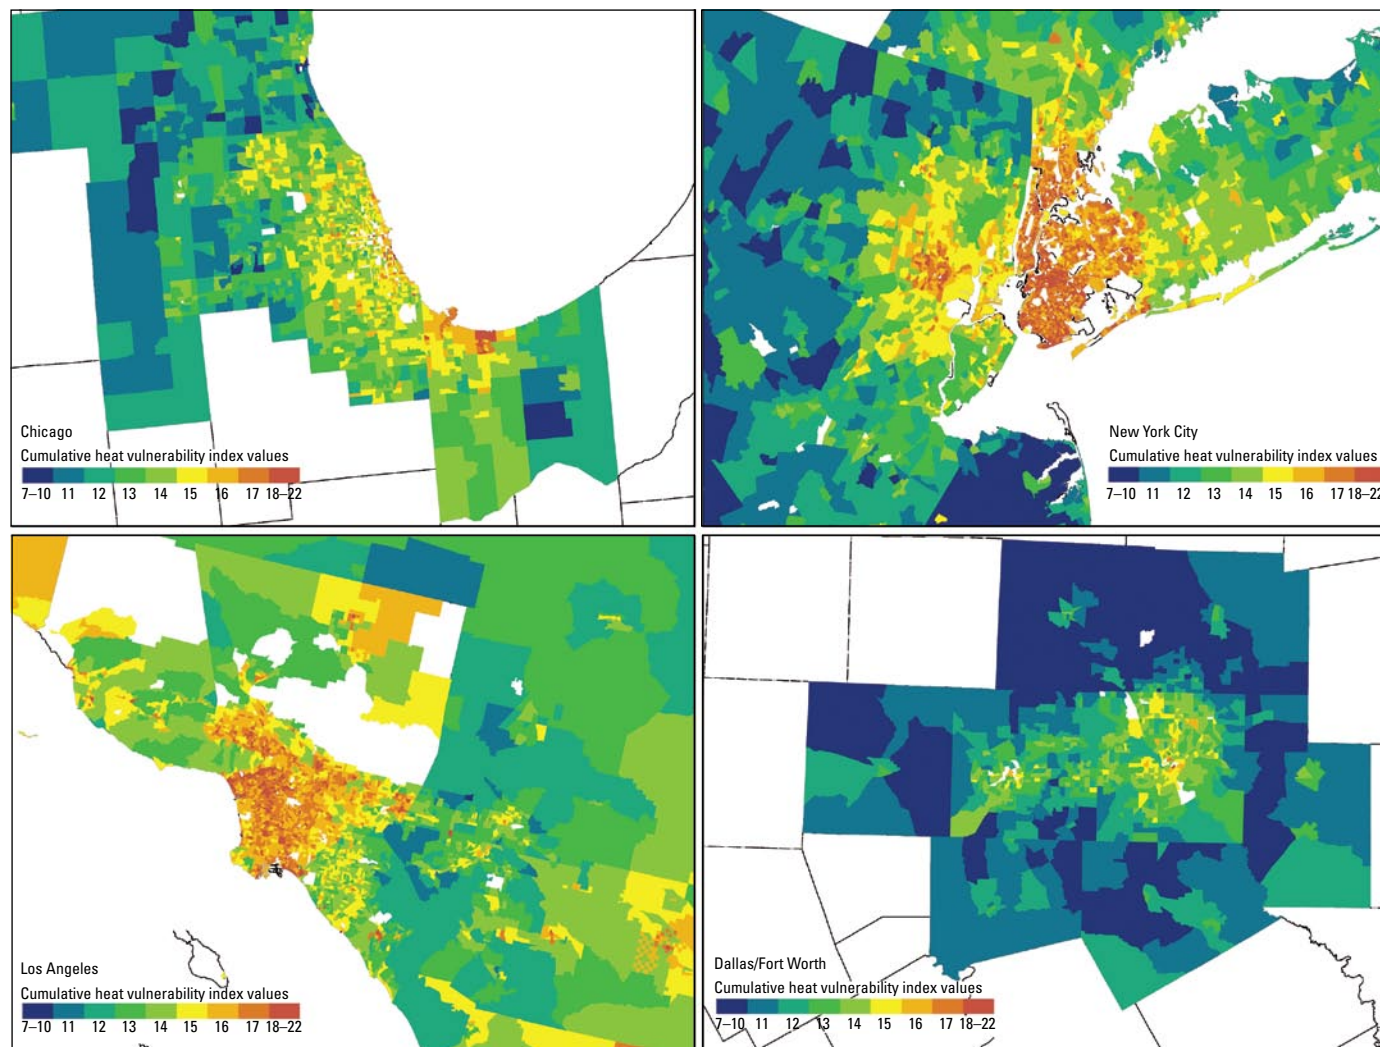 Chicago
Cumulative heat vulnerability index values
7–10 11 12 13 14 15 16 17 18–22
New York City
Cumulative heat vulnerability index values
7–10 11 12 13 14 15 16 17 18–22
Los Angeles
Cumulative heat vulnerability index values
7–10 11 12 13 14 15 16 17 18–22
Dallas/Fort Worth
Cumulative heat vulnerability index values
7–10 11 12 13 14 15 16 17 18–22